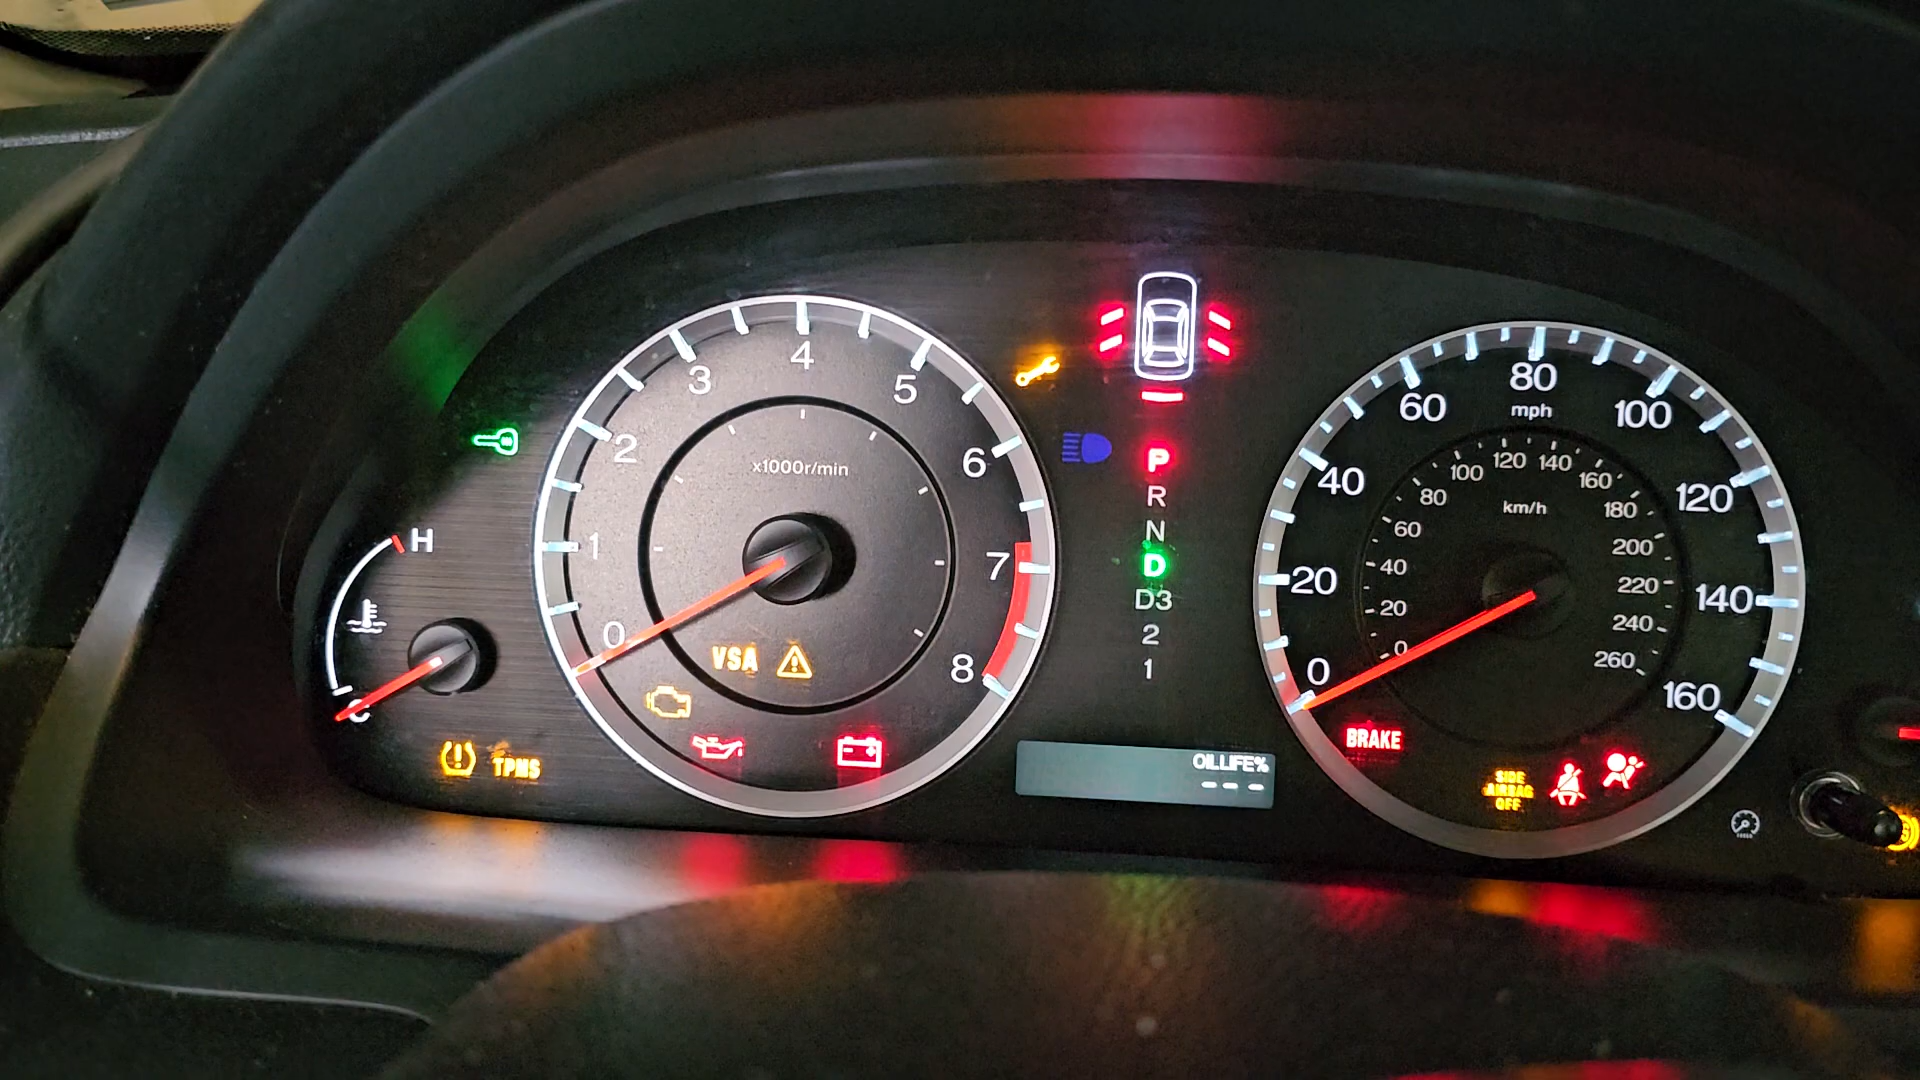 4
3
5
2
6
x1000r/min
1
7
0
8
VSA
H
C
TPMS
P
R
N
D
D3
2
1
OIL LIFE%
---
80
mph
60
100
40
120
20
140
0
160
100 120 140 160
80 180
60 200
40 220
20 240
0 260
km/h
BRAKE
SIDE
AIRBAG
OFF